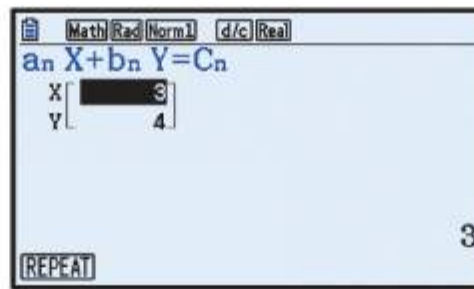 Math Rad Norm1 d/c Real
an X+bn Y=Cn
X 3
Y 4
3
REPEAT